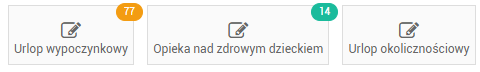 77
Urlop wypoczynkowy
14
Opieka nad zdrowym dzieckiem
Urlop okolicznościowy